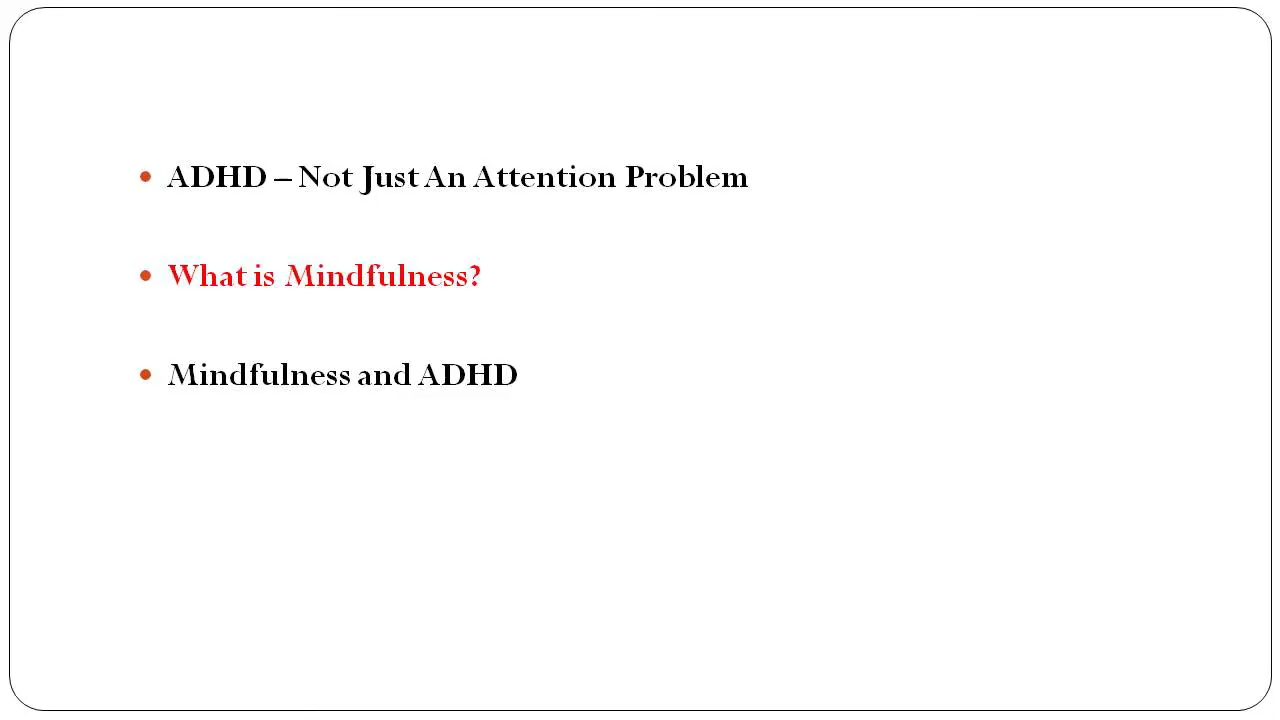 • ADHD – Not Just An Attention Problem
• What is Mindfulness?
• Mindfulness and ADHD